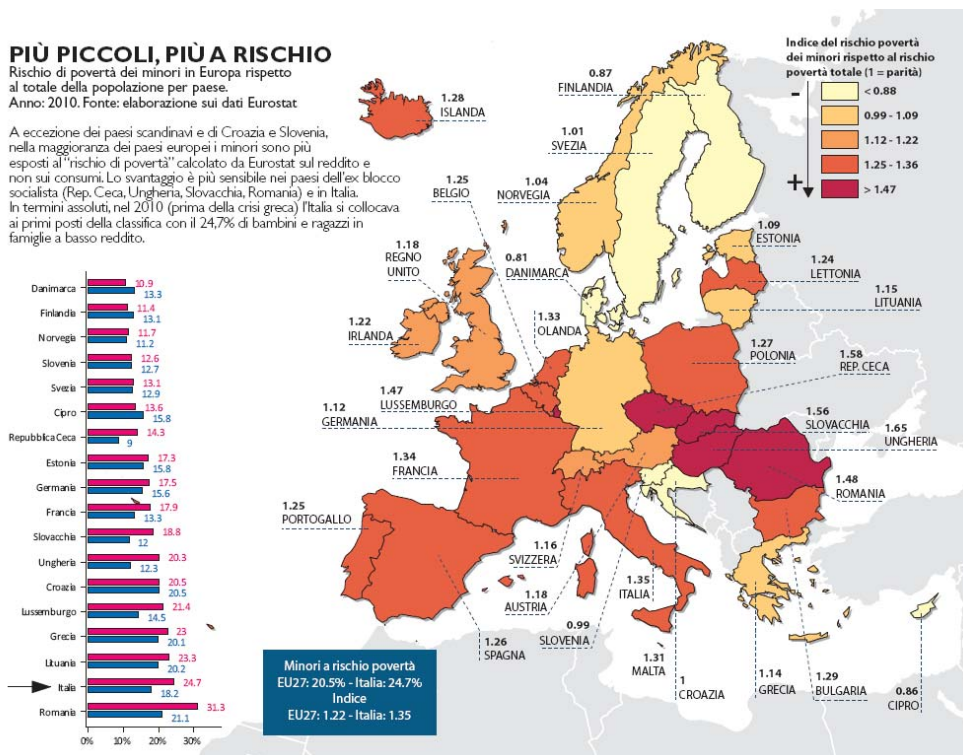 PIÙ PICCOLI, PIÙ A RISCHIO
Rischio di povertà dei minori in Europa rispetto
al totale della popolazione per paese.
Anno: 2010. Fonte: elaborazione sui dati Eurostat
A eccezione dei paesi scandinavi e di Croazia e Slovenia,
nella maggioranza dei paesi europei i minori sono più
esposti al "rischio di povertà" calcolato da Eurostat sul reddito e
non sui consumi. Lo svantaggio è più sensibile nei paesi dell'ex blocco
socialista (Rep. Ceca, Ungheria, Slovacchia, Romania) e in Italia.
In termini assoluti, nel 2010 (prima della crisi greca) l'Italia si collocava
ai primi posti della classifica con il 24,7% di bambini e ragazzi in
famiglie a basso reddito.
Danimarca 10.9
13.3
Finlandia 11.4
13.1
Norvegia 11.7
11.2
Slovenia 12.6
12.7
Svezia 13.1
12.9
Cipro 13.6
15.8
Repubblica Ceca 14.3
9
Estonia 17.3
15.8
Germania 17.5
15.6
Francia 17.9
13.3
Slovacchia 18.8
12
Ungheria 20.3
12.3
Croazia 20.5
20.5
Lussemburgo 21.4
14.5
Grecia 23
20.1
Lituania 23.3
20.2
Italia 24.7
18.2
Romania 31.3
21.1
0% 10% 20% 30%
Minori a rischio povertà
EU27: 20.5% - Italia: 24.7%
Indice
EU27: 1.22 - Italia: 1.35
Indice del rischio povertà
dei minori rispetto al rischio
povertà totale (1 = parità)
-
< 0.88
0.99 - 1.09
1.12 - 1.22
1.25 - 1.36
+
> 1.47
1.28
ISLANDA
0.87
FINLANDIA
1.01
SVEZIA
1.04
NORVEGIA
1.25
BELGIO
1.18
REGNO
UNITO
0.81
DANIMARCA
1.09
ESTONIA
1.24
LETTONIA
1.15
LITUANIA
1.22
IRLANDA
1.33
OLANDA
1.27
POLONIA
1.58
REP. CECA
1.47
LUSSEMBURGO
1.12
GERMANIA
1.56
SLOVACCHIA
1.65
UNGHERIA
1.34
FRANCIA
1.48
ROMANIA
1.25
PORTOGALLO
1.16
SVIZZERA
1.18
AUSTRIA
1.35
ITALIA
0.99
SLOVENIA
1.26
SPAGNA
1.31
MALTA
1
CROAZIA
1.14
GRECIA
1.29
BULGARIA
0.86
CIPRO